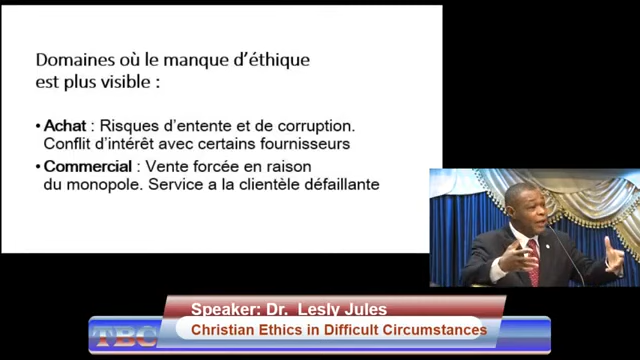 Domaines où le manque d'éthique
est plus visible :
•Achat : Risques d'entente et de corruption.
Conflit d'intérêt avec certains fournisseurs
•Commercial : Vente forcée en raison
du monopole. Service a la clientèle défaillante
Speaker: Dr. Lesly Jules
Christian Ethics in Difficult Circumstances
TBC